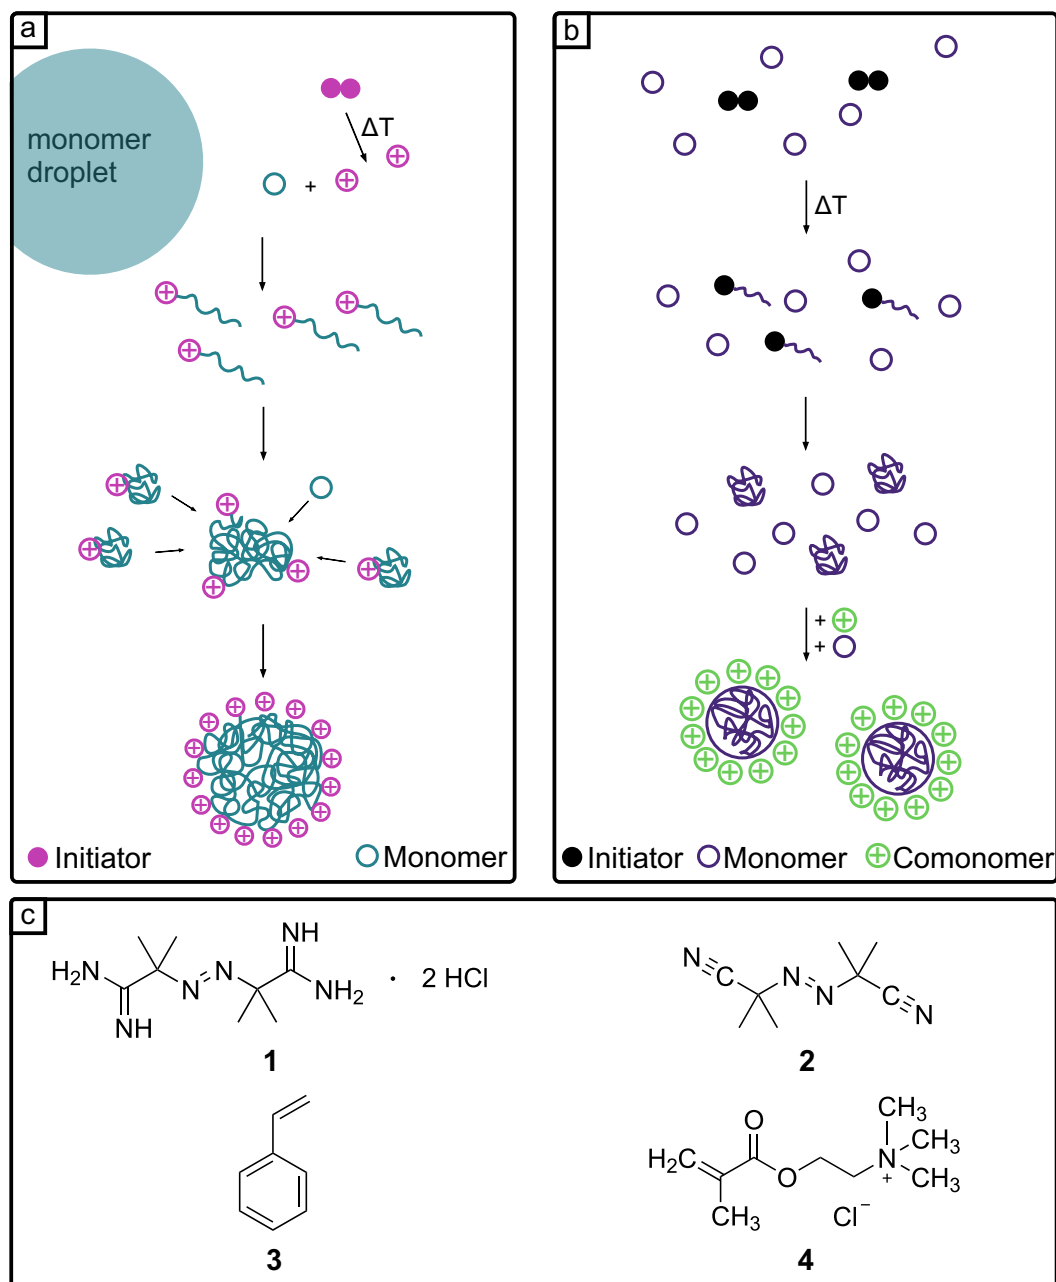 a
monomer
droplet
ΔT
+
Initiator
Monomer
b
ΔT
+
+
Initiator
Monomer
Comonomer
c
H₂N
NH
N
N
NH
NH₂
· 2 HCl
1
N
C
N
N
C
N
2
3
H₂C
CH₃
O
O
N
+
CH₃
CH₃
CH₃
Cl⁻
4